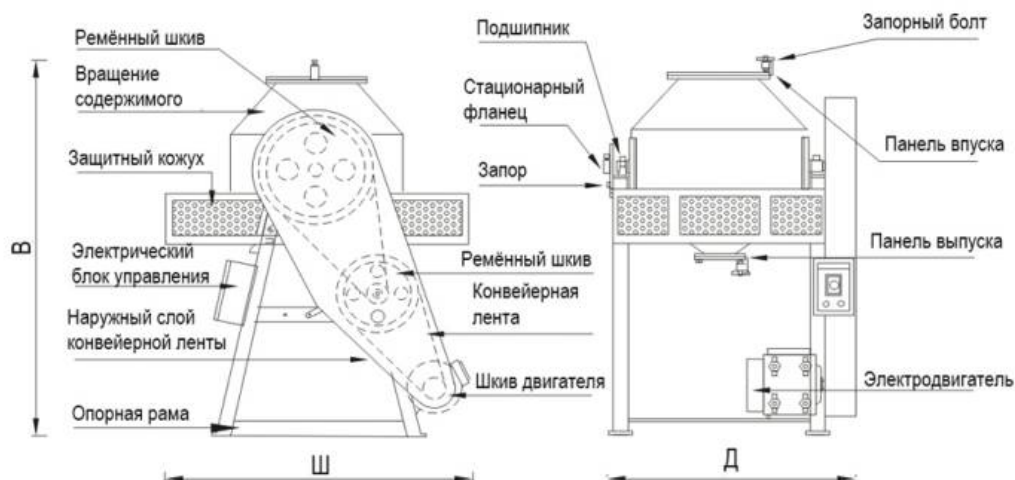 Ремённый шкив
Вращение
содержимого
Защитный кожух
Электрический
блок управления
Наружный слой
конвейерной ленты
Опорная рама
В
Ш
Ремённый шкив
Конвейерная
лента
Шкив двигателя
Подшипник
Стационарный
фланец
Запор
Запорный болт
Панель впуска
Панель выпуска
Электродвигатель
Д